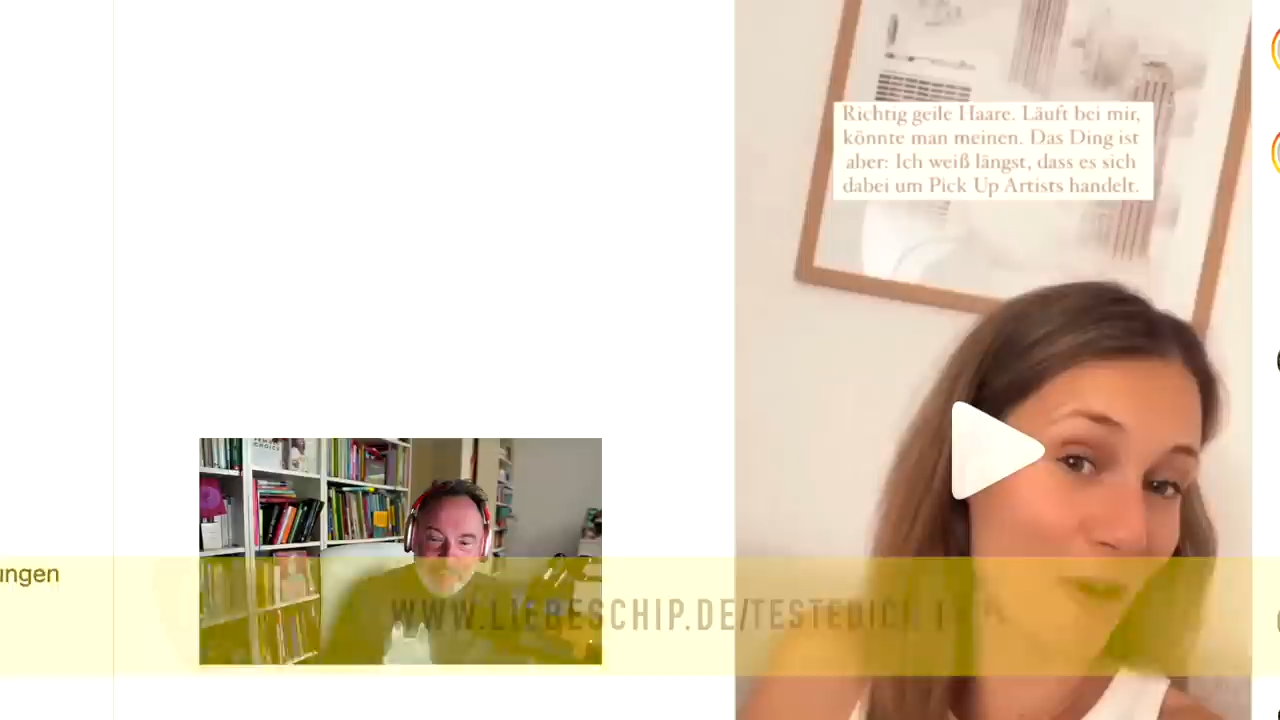 Richtig geile Haare. Läuft bei mir,
könnte man meinen. Das Ding ist
aber: Ich weiß längst, dass es sich
dabei um Pick Up Artists handelt.
ungen
WWW.LIEBESCHIP.DE/TESTEDICH